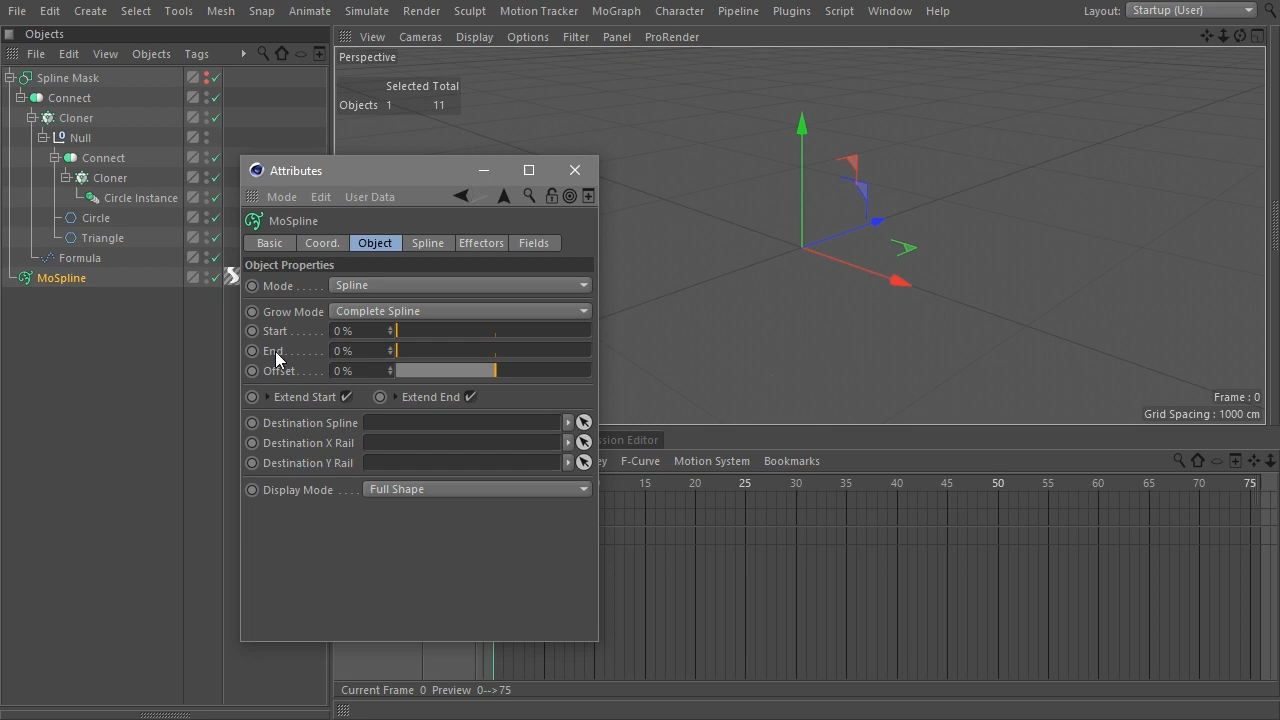 File Edit Create Select Tools Mesh Snap Animate Simulate Render Sculpt Motion Tracker MoGraph Character Pipeline Plugins Script Window Help Layout: Startup (User)
Objects
File Edit View Objects Tags
Spline Mask
Connect
Cloner
Null
Connect
Cloner
Circle Instance
Circle
Triangle
Formula
MoSpline
View Cameras Display Options Filter Panel ProRender
Perspective
Selected Total
Objects 1 11
Frame : 0
Grid Spacing : 1000 cm
Attributes
Mode Edit User Data
MoSpline
Basic Coord. Object Spline Effectors Fields
Object Properties
Mode . . . . . Spline
Grow Mode Complete Spline
Start . . . . . . 0 %
End . . . . . . . 0 %
Offset . . . . . 0 %
Extend Start Extend End
Destination Spline
Destination X Rail
Destination Y Rail
Display Mode . . . . Full Shape
ssion Editor
ey F-Curve Motion System Bookmarks
15 20 25 30 35 40 45 50 55 60 65 70 75
Current Frame 0 Preview 0-->75